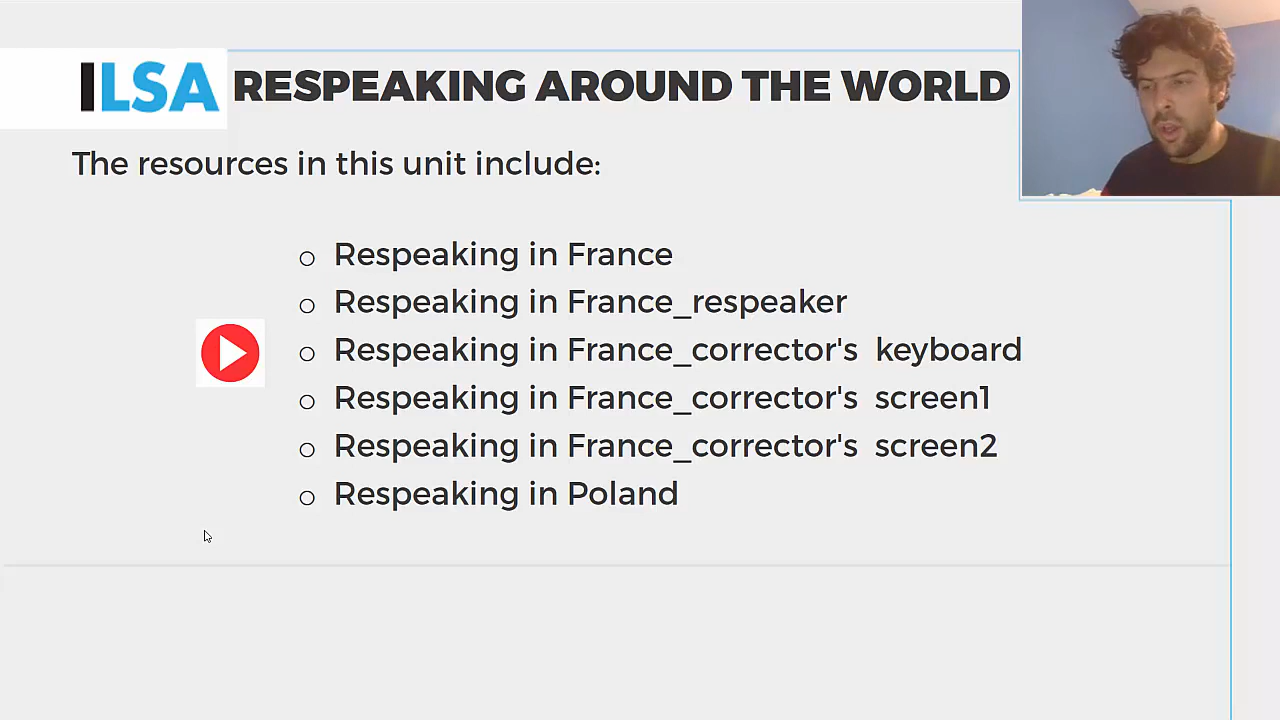 ILSA RESPEAKING AROUND THE WORLD
The resources in this unit include:
Respeaking in France
Respeaking in France_respeaker
Respeaking in France_corrector's keyboard
Respeaking in France_corrector's screen1
Respeaking in France_corrector's screen2
Respeaking in Poland